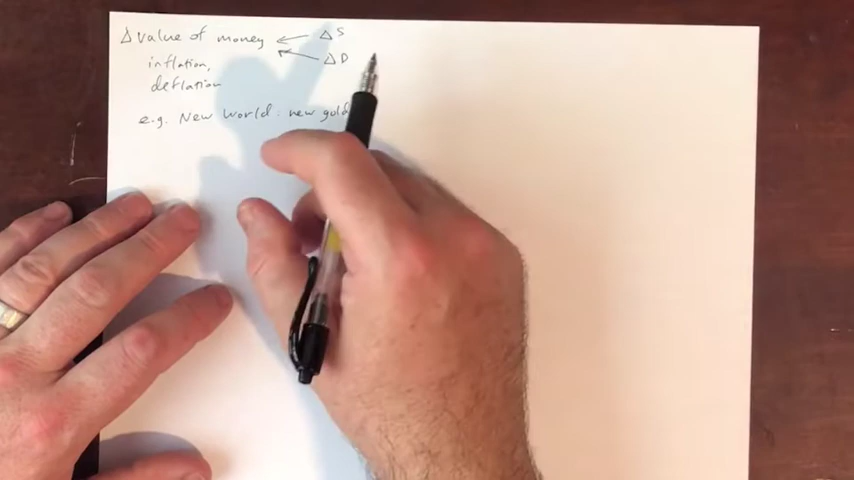 Δ value of money ← ΔS
← ΔD
inflation,
deflation
e.g. New World: new gold